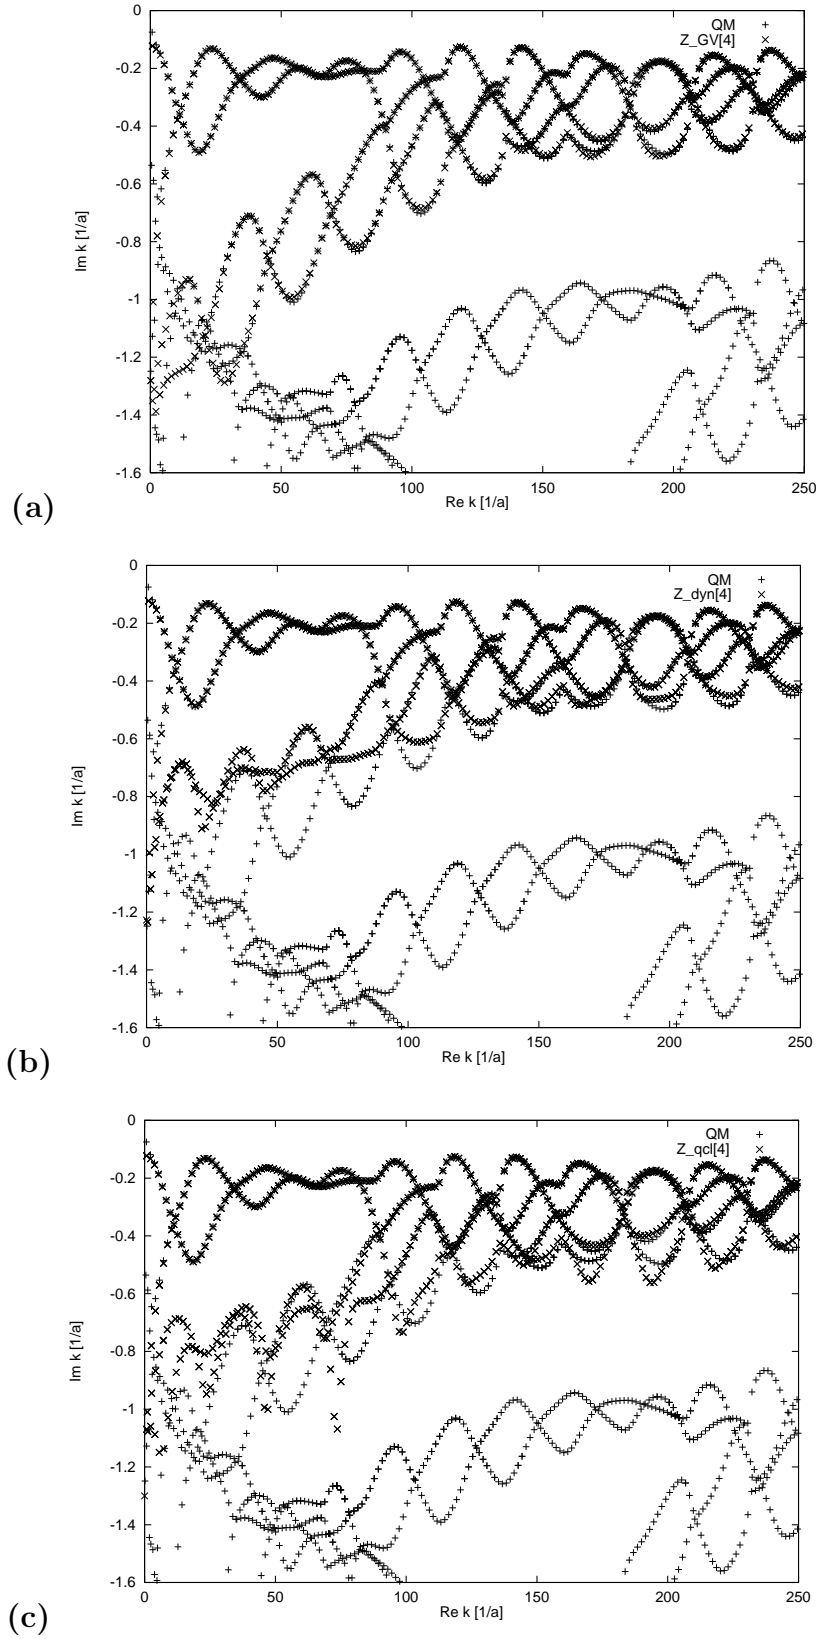 0
-0.2
-0.4
-0.6
-0.8
-1
-1.2
-1.4
-1.6
Im k [1/a]
QM +
Z_GV[4] ×
0 50 100 150 200 250
Re k [1/a]
(a)
0
-0.2
-0.4
-0.6
-0.8
-1
-1.2
-1.4
-1.6
Im k [1/a]
QM +
Z_dyn[4] ×
0 50 100 150 200 250
Re k [1/a]
(b)
0
-0.2
-0.4
-0.6
-0.8
-1
-1.2
-1.4
-1.6
Im k [1/a]
QM +
Z_qcl[4] ×
0 50 100 150 200 250
Re k [1/a]
(c)